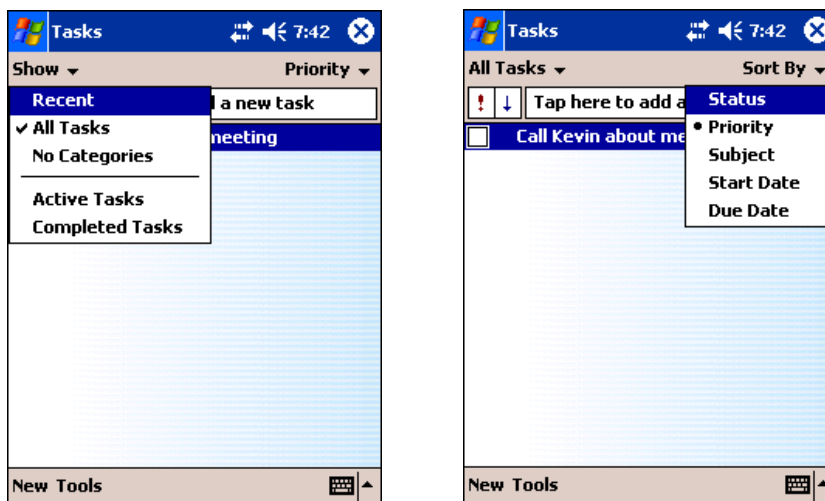 Tasks 7:42
Show Priority
Recent
l a new task
All Tasks
neeting
No Categories
Active Tasks
Completed Tasks
New Tools
Tasks 7:42
All Tasks Sort By
! ↓ Tap here to add a
Status
Call Kevin about me
Priority
Subject
Start Date
Due Date
New Tools